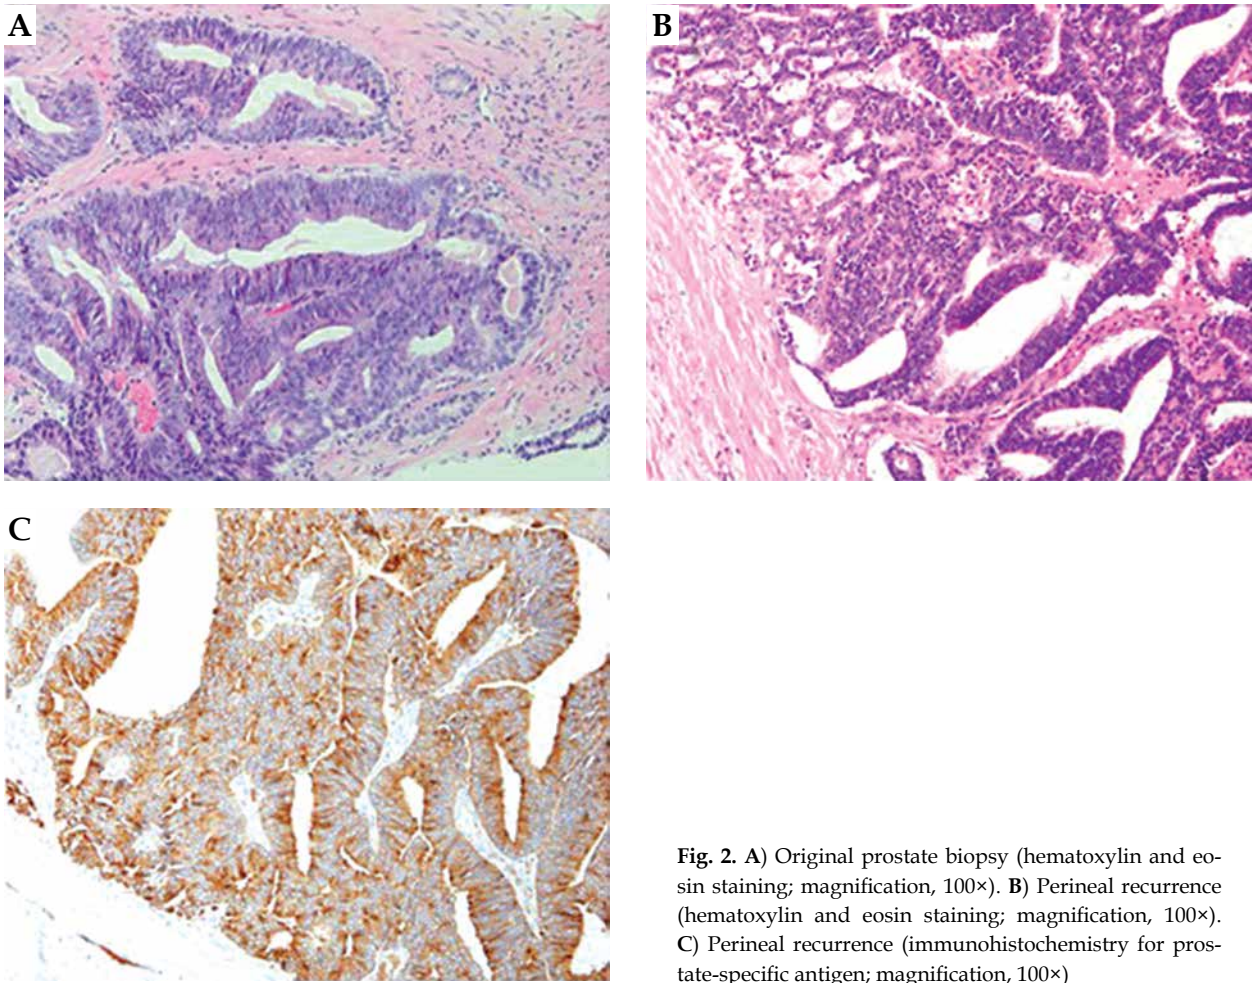 A
B
C
Fig. 2. A) Original prostate biopsy (hematoxylin and eo-
sin staining; magnification, 100×). B) Perineal recurrence
(hematoxylin and eosin staining; magnification, 100×).
C) Perineal recurrence (immunohistochemistry for pros-
tate-specific antigen; magnification, 100×)